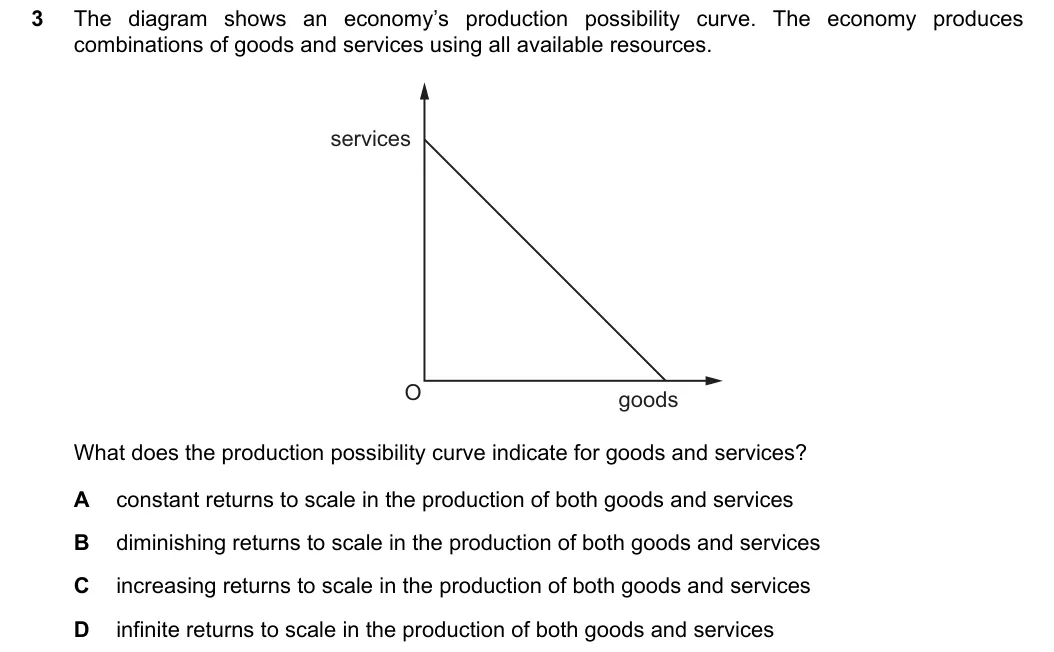 3 The diagram shows an economy's production possibility curve. The economy produces
combinations of goods and services using all available resources.
services
O
goods
What does the production possibility curve indicate for goods and services?
A constant returns to scale in the production of both goods and services
B diminishing returns to scale in the production of both goods and services
C increasing returns to scale in the production of both goods and services
D infinite returns to scale in the production of both goods and services